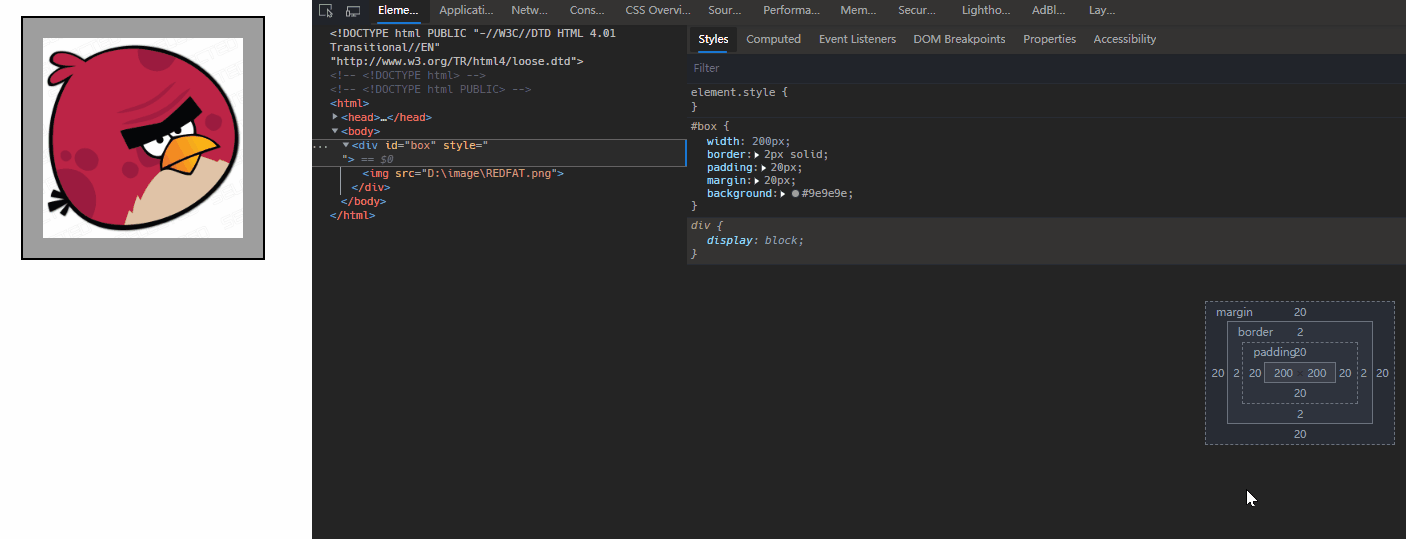 Eleme... Applicati... Netw... Cons... CSS Overvi... Sour... Performa... Mem... Secur... Lightho... AdBl... Lay...
<!DOCTYPE html PUBLIC "-//W3C//DTD HTML 4.01
Transitional//EN"
"http://www.w3.org/TR/html4/loose.dtd">
<!-- <!DOCTYPE html> -->
<!-- <!DOCTYPE html PUBLIC> -->
<html>
<head>…</head>
<body>
... <div id="box" style="
"> == $0
<img src="D:\image\REDFAT.png">
</div>
</body>
</html>
Styles Computed Event Listeners DOM Breakpoints Properties Accessibility
Filter
element.style {
}
#box {
width: 200px;
border: 2px solid;
padding: 20px;
margin: 20px;
background: #9e9e9e;
}
div {
display: block;
}
margin 20
border 2
padding 20
20 2 20 200 × 200 20 2 20
20
2
20